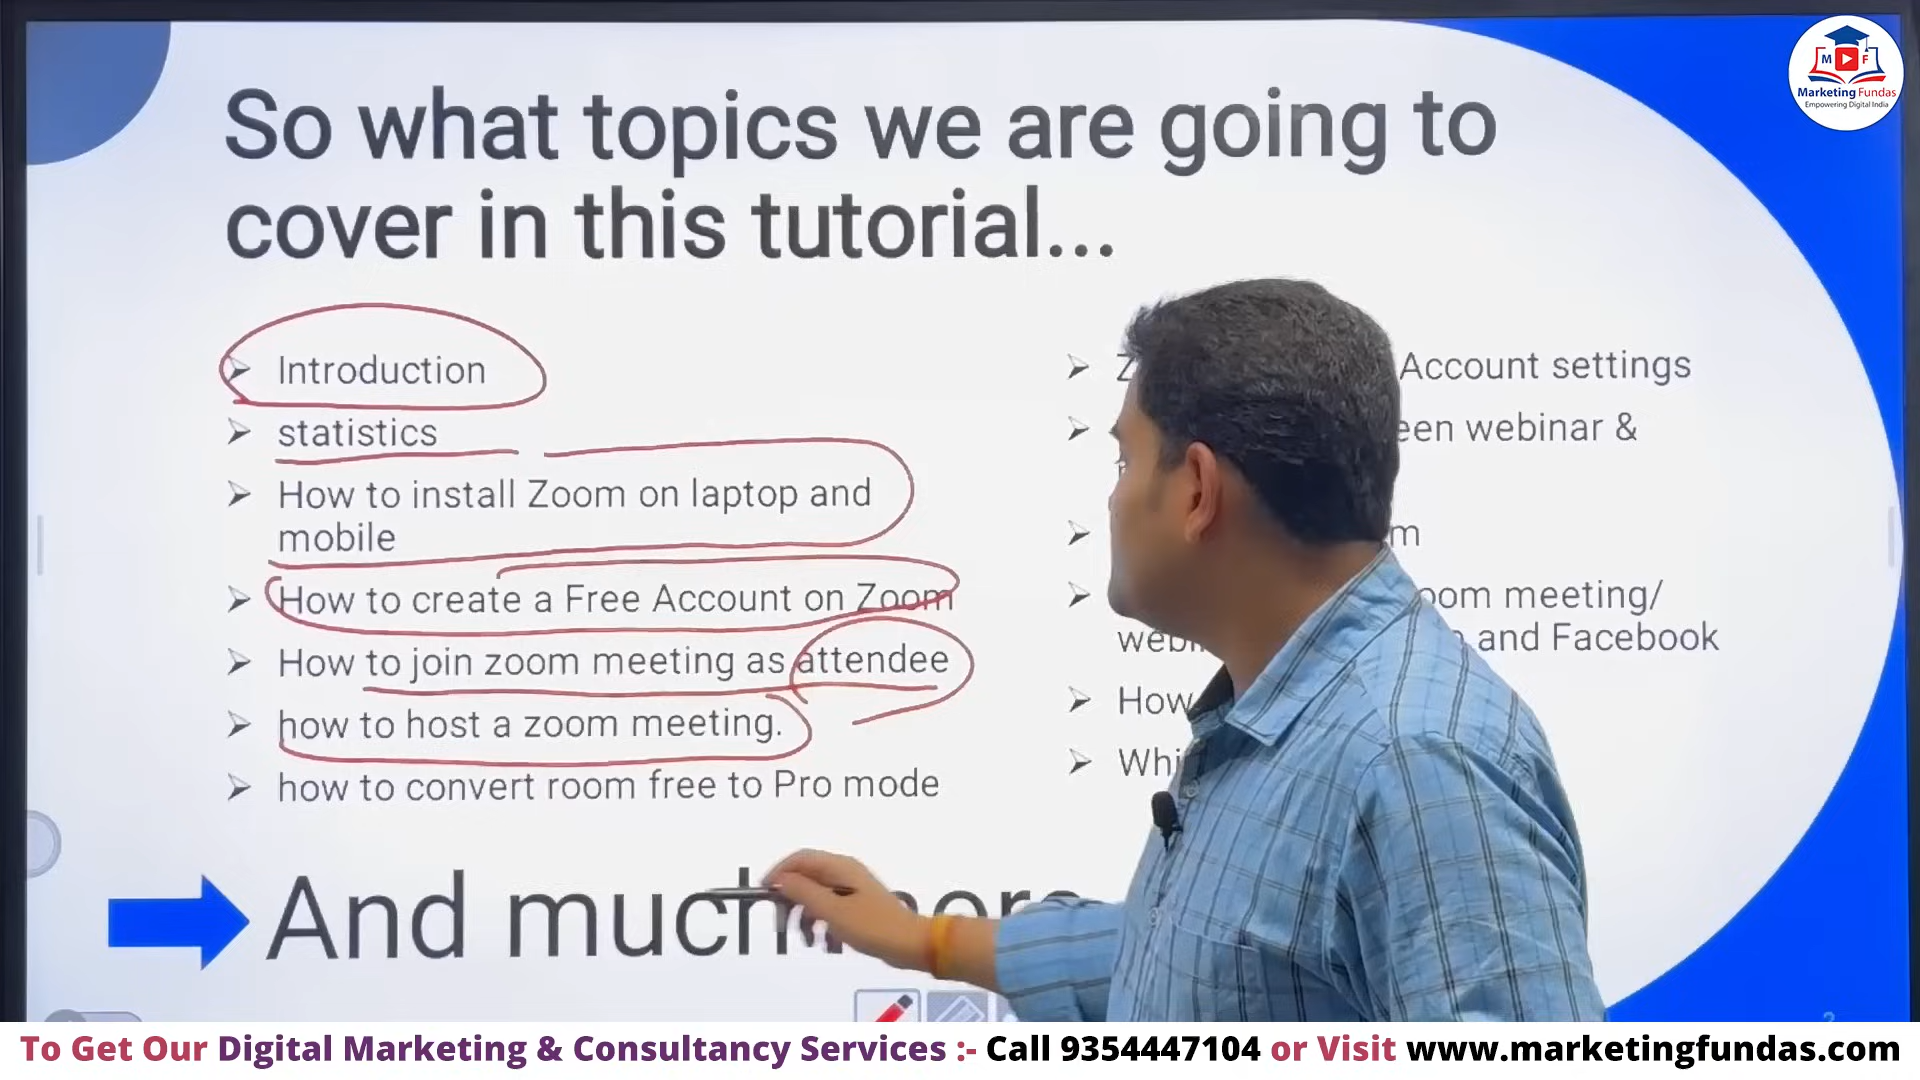 So what topics we are going to
cover in this tutorial...
Introduction
statistics
How to install Zoom on laptop and
mobile
How to create a Free Account on Zoom
How to join zoom meeting as attendee
how to host a zoom meeting.
how to convert room free to Pro mode
Account settings
webinar &
meeting/
and Facebook
How
And much
M F
Marketing Fundas
Empowering Digital India
To Get Our Digital Marketing & Consultancy Services :- Call 9354447104 or Visit www.marketingfundas.com